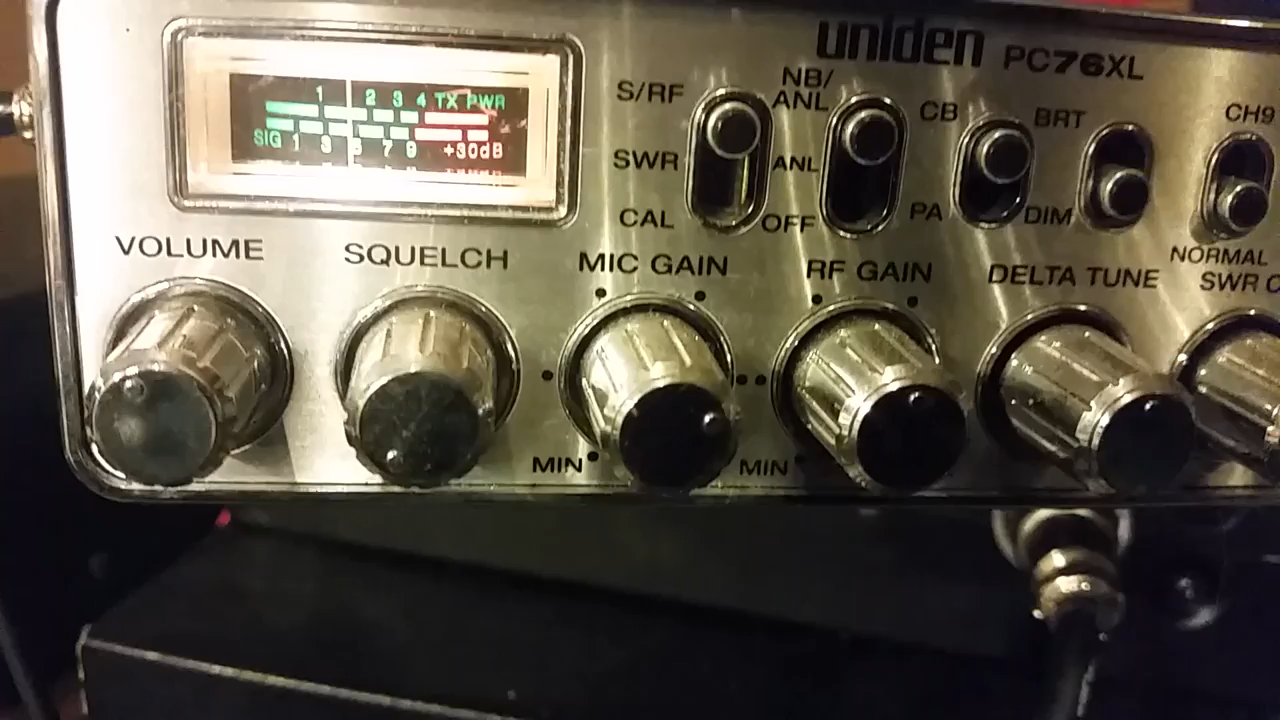 uniden PC76XL
1 2 3 4 TX PWR
SIG 1 3 5 7 9 +30dB
S/RF
SWR
CAL
NB/
ANL
ANL
OFF
CB
PA
BRT
DIM
CH9
NORMAL
VOLUME
SQUELCH
MIC GAIN
MIN
RF GAIN
MIN
DELTA TUNE
SWR C